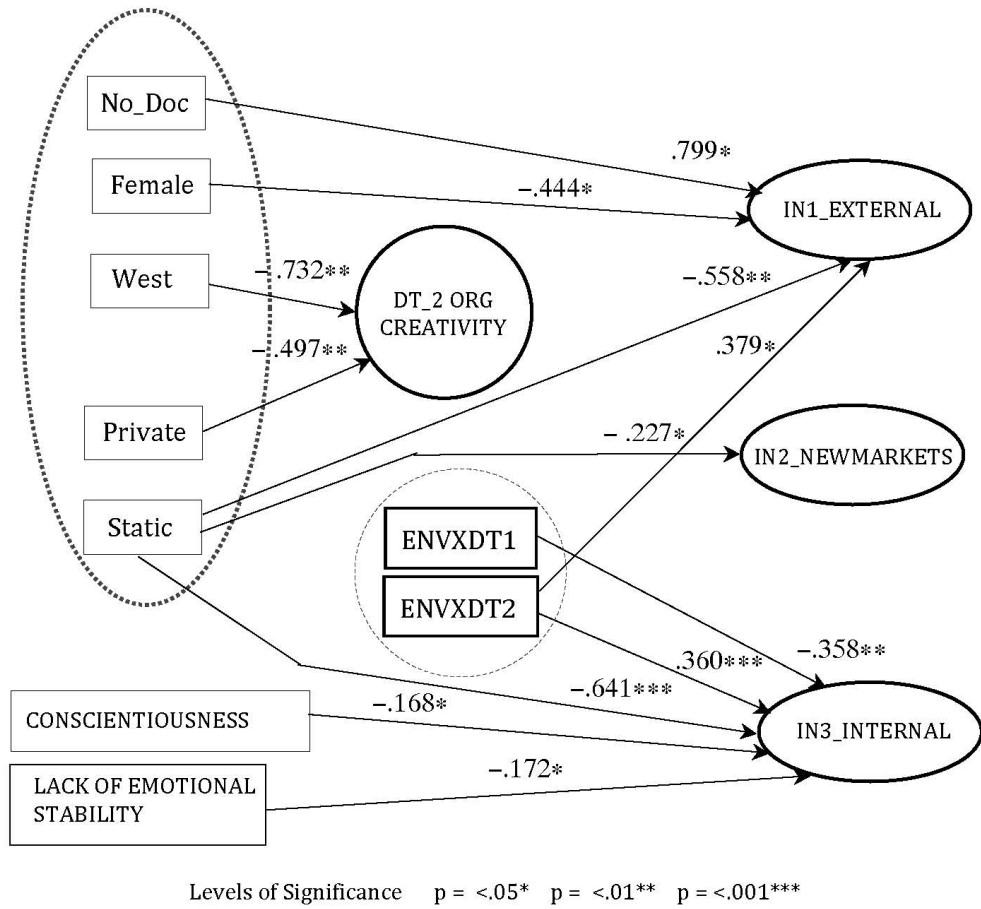 No_Doc
.799*
Female
–.444*
IN1_EXTERNAL
West
–.732**
–.558**
DT_2 ORG
CREATIVITY
.379*
–.497**
Private
– .227*
IN2_NEWMARKETS
Static
ENVXDT1
ENVXDT2
.360***
–.358**
–.641***
–.168*
CONSCIENTIOUSNESS
IN3_INTERNAL
–.172*
LACK OF EMOTIONAL
STABILITY
Levels of Significance p = <.05* p = <.01** p = <.001***